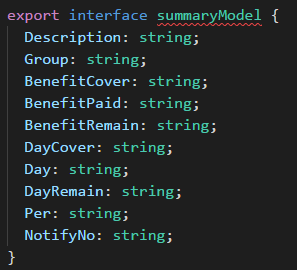 export interface summaryModel {
Description: string;
Group: string;
BenefitCover: string;
BenefitPaid: string;
BenefitRemain: string;
DayCover: string;
Day: string;
DayRemain: string;
Per: string;
NotifyNo: string;
}